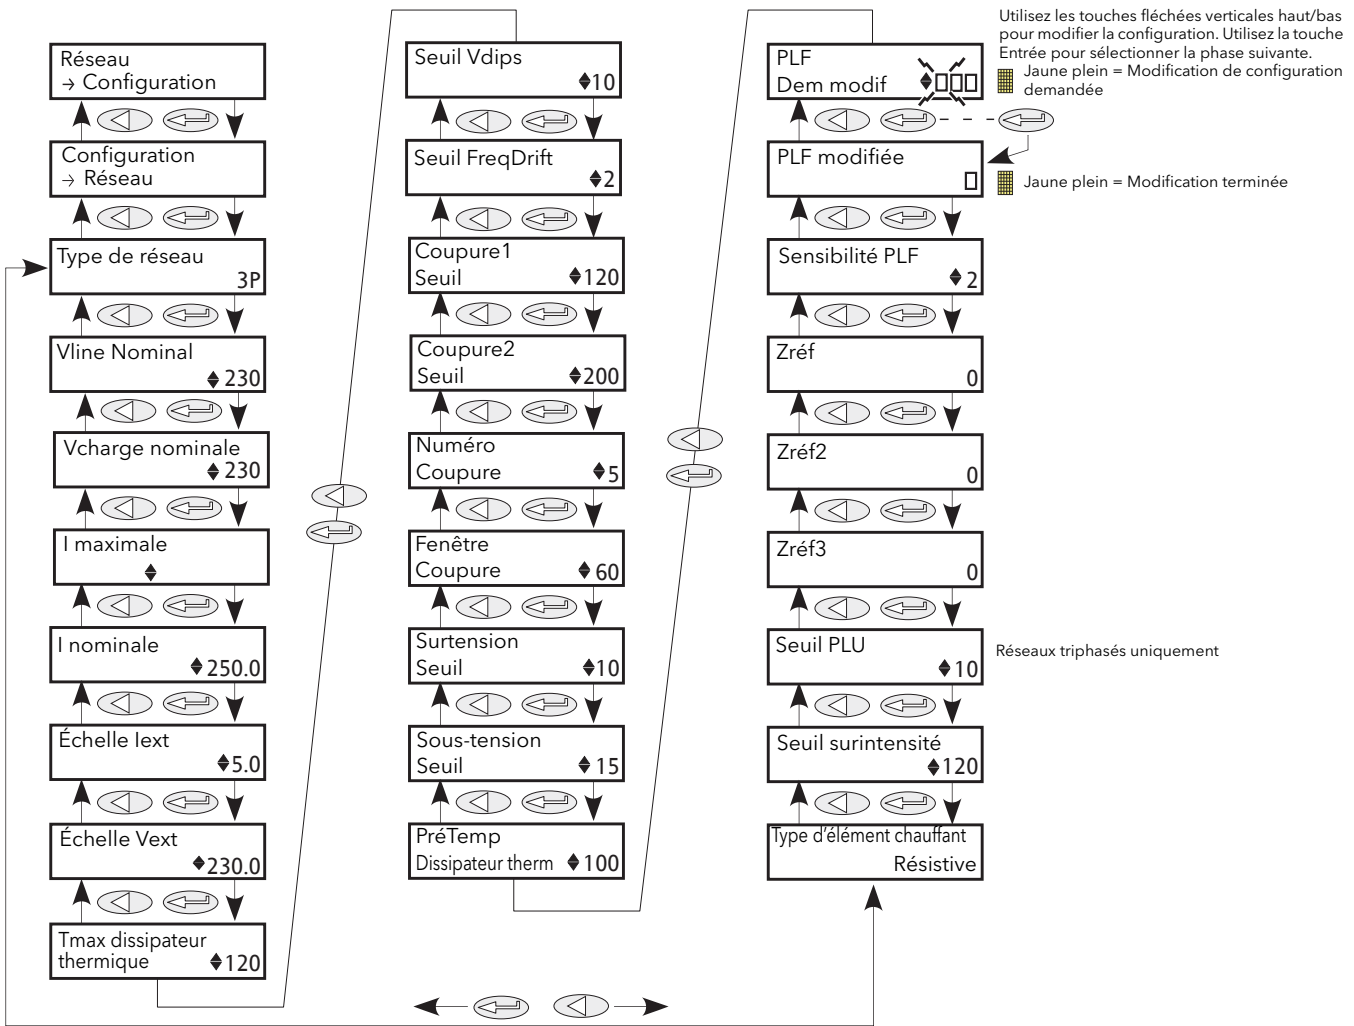 Réseau
→ Configuration
Configuration
→ Réseau
Type de réseau
3P
Vline Nominal
230
Vcharge nominale
230
I maximale
I nominale
250.0
Échelle Iext
5.0
Échelle Vext
230.0
Tmax dissipateur
thermique 120
Seuil Vdips
10
Seuil FreqDrift
2
Coupure1
Seuil 120
Coupure2
Seuil 200
Numéro
Coupure 5
Fenêtre
Coupure 60
Surtension
Seuil 10
Sous-tension
Seuil 15
PréTemp
Dissipateur therm 100
PLF
Dem modif
PLF modifiée
Sensibilité PLF
2
Zréf
0
Zréf2
0
Zréf3
0
Seuil PLU
10
Seuil surintensité
120
Type d'élément chauffant
Résistive
Utilisez les touches fléchées verticales haut/bas
pour modifier la configuration. Utilisez la touche
Entrée pour sélectionner la phase suivante.
Jaune plein = Modification de configuration
demandée
Jaune plein = Modification terminée
Réseaux triphasés uniquement